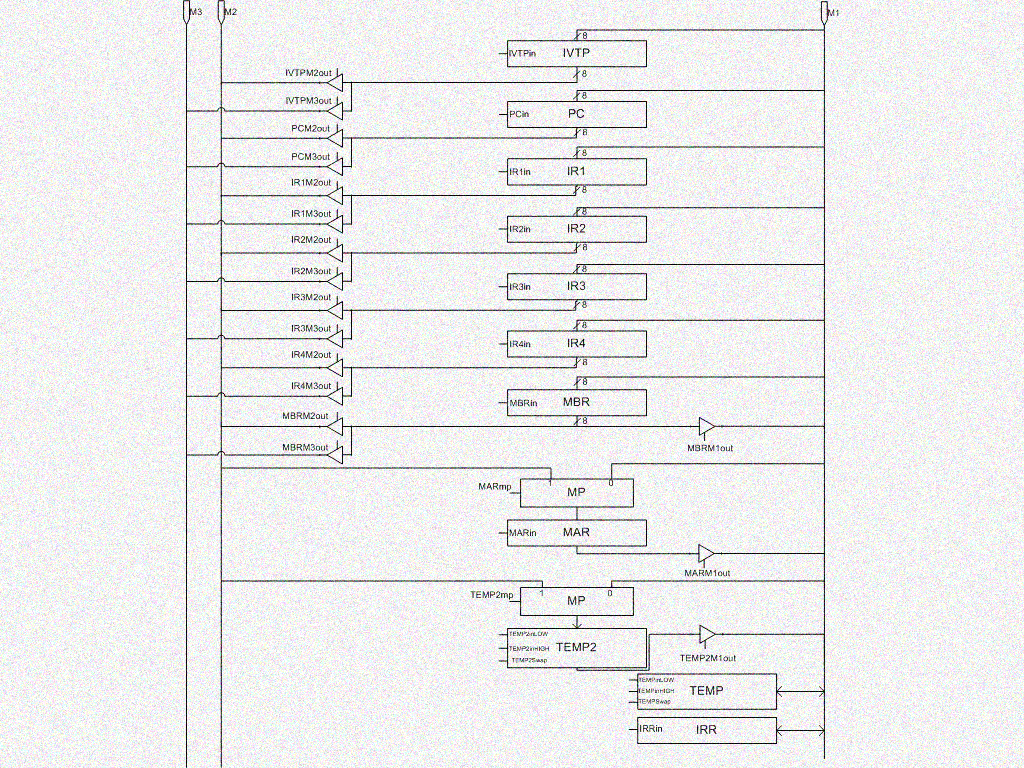 M3
M2
M1
8
IVTPin
IVTP
IVTPM2out
8
IVTPM3out
8
PCin
PC
PCM2out
8
PCM3out
8
IR1in
IR1
IR1M2out
8
IR1M3out
8
IR2in
IR2
IR2M2out
8
IR2M3out
8
IR3in
IR3
IR3M2out
8
IR3M3out
8
IR4in
IR4
IR4M2out
8
IR4M3out
8
MBRin
MBR
MBRM2out
8
MBRM1out
MBRM3out
1
0
MARmp
MP
MARin
MAR
MARM1out
1
0
TEMP2mp
MP
TEMP2inLOW
TEMP2inHIGH
TEMP2Swap
TEMP2
TEMP2M1out
TEMPinLOW
TEMPinHIGH
TEMPSwap
TEMP
IRRin
IRR